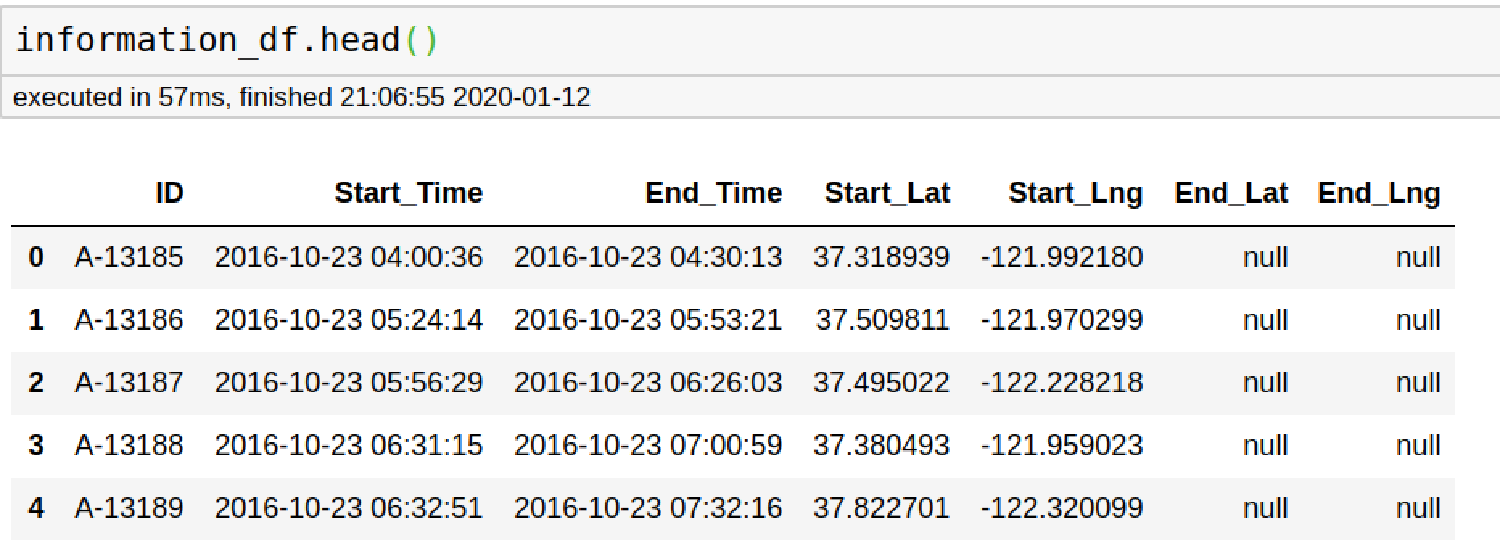 information_df.head()
executed in 57ms, finished 21:06:55 2020-01-12
ID Start_Time End_Time Start_Lat Start_Lng End_Lat End_Lng
0 A-13185 2016-10-23 04:00:36 2016-10-23 04:30:13 37.318939 -121.992180 null null
1 A-13186 2016-10-23 05:24:14 2016-10-23 05:53:21 37.509811 -121.970299 null null
2 A-13187 2016-10-23 05:56:29 2016-10-23 06:26:03 37.495022 -122.228218 null null
3 A-13188 2016-10-23 06:31:15 2016-10-23 07:00:59 37.380493 -121.959023 null null
4 A-13189 2016-10-23 06:32:51 2016-10-23 07:32:16 37.822701 -122.320099 null null